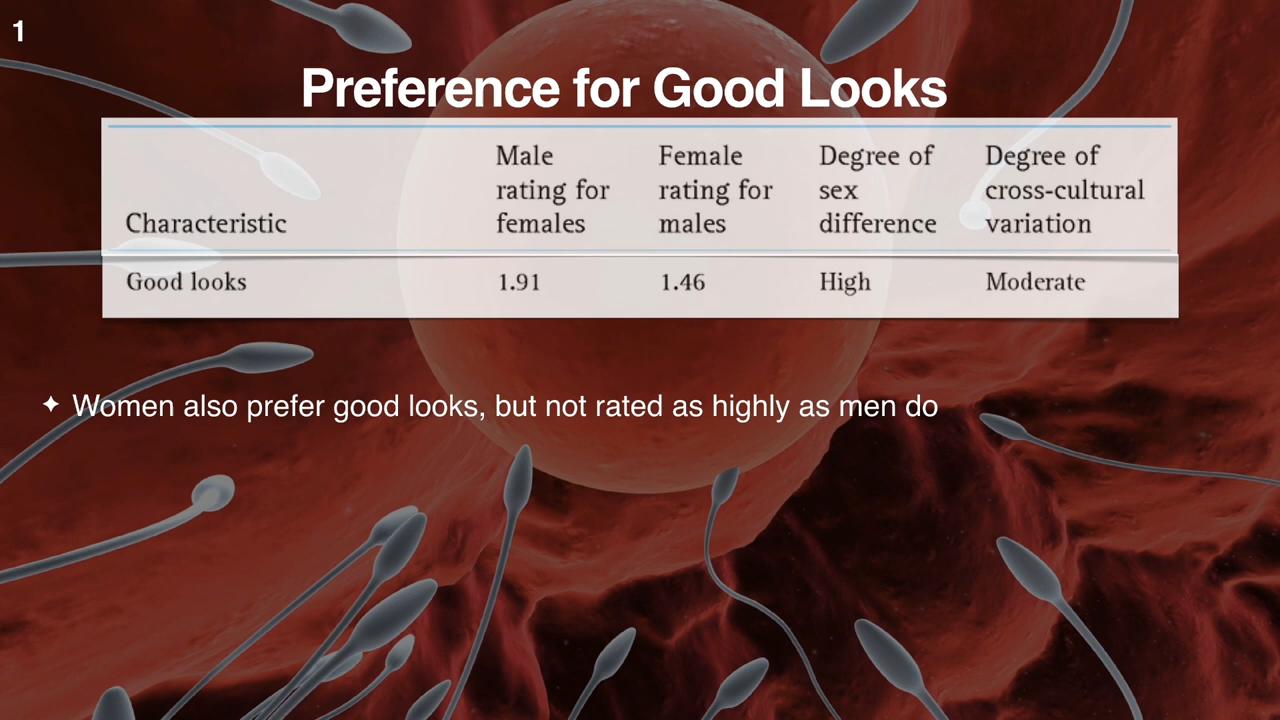 1
Preference for Good Looks
Male Female Degree of Degree of
rating for rating for sex cross-cultural
Characteristic females males difference variation
Good looks 1.91 1.46 High Moderate
✦ Women also prefer good looks, but not rated as highly as men do